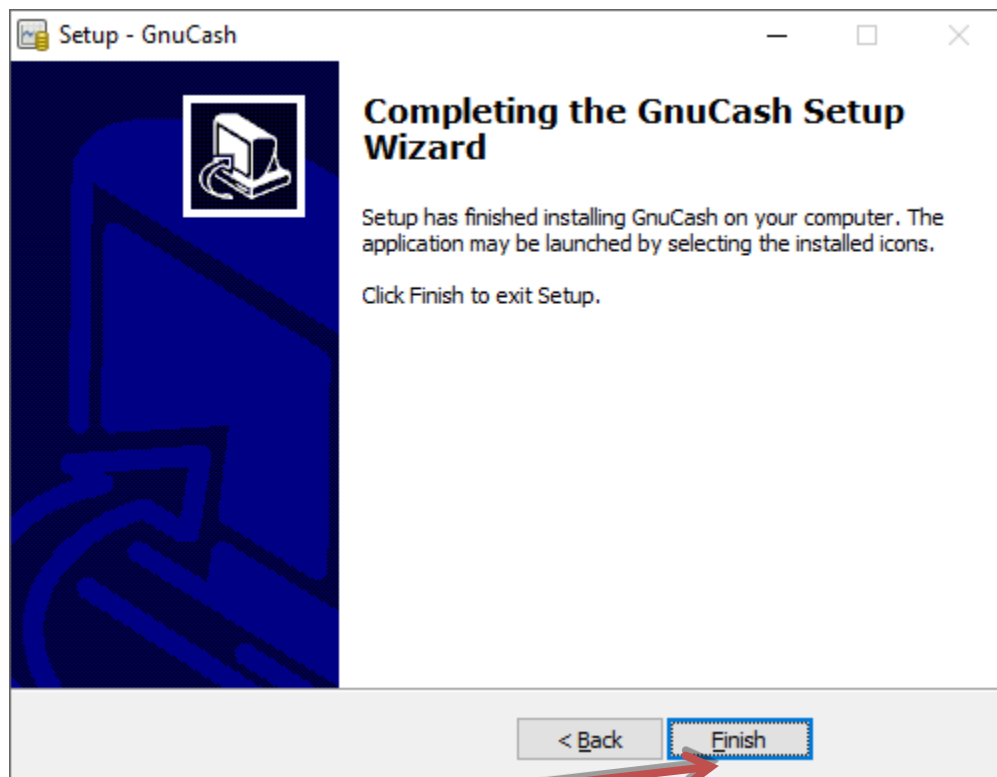 Setup - GnuCash
Completing the GnuCash Setup
Wizard
Setup has finished installing GnuCash on your computer. The
application may be launched by selecting the installed icons.
Click Finish to exit Setup.
< Back
Finish